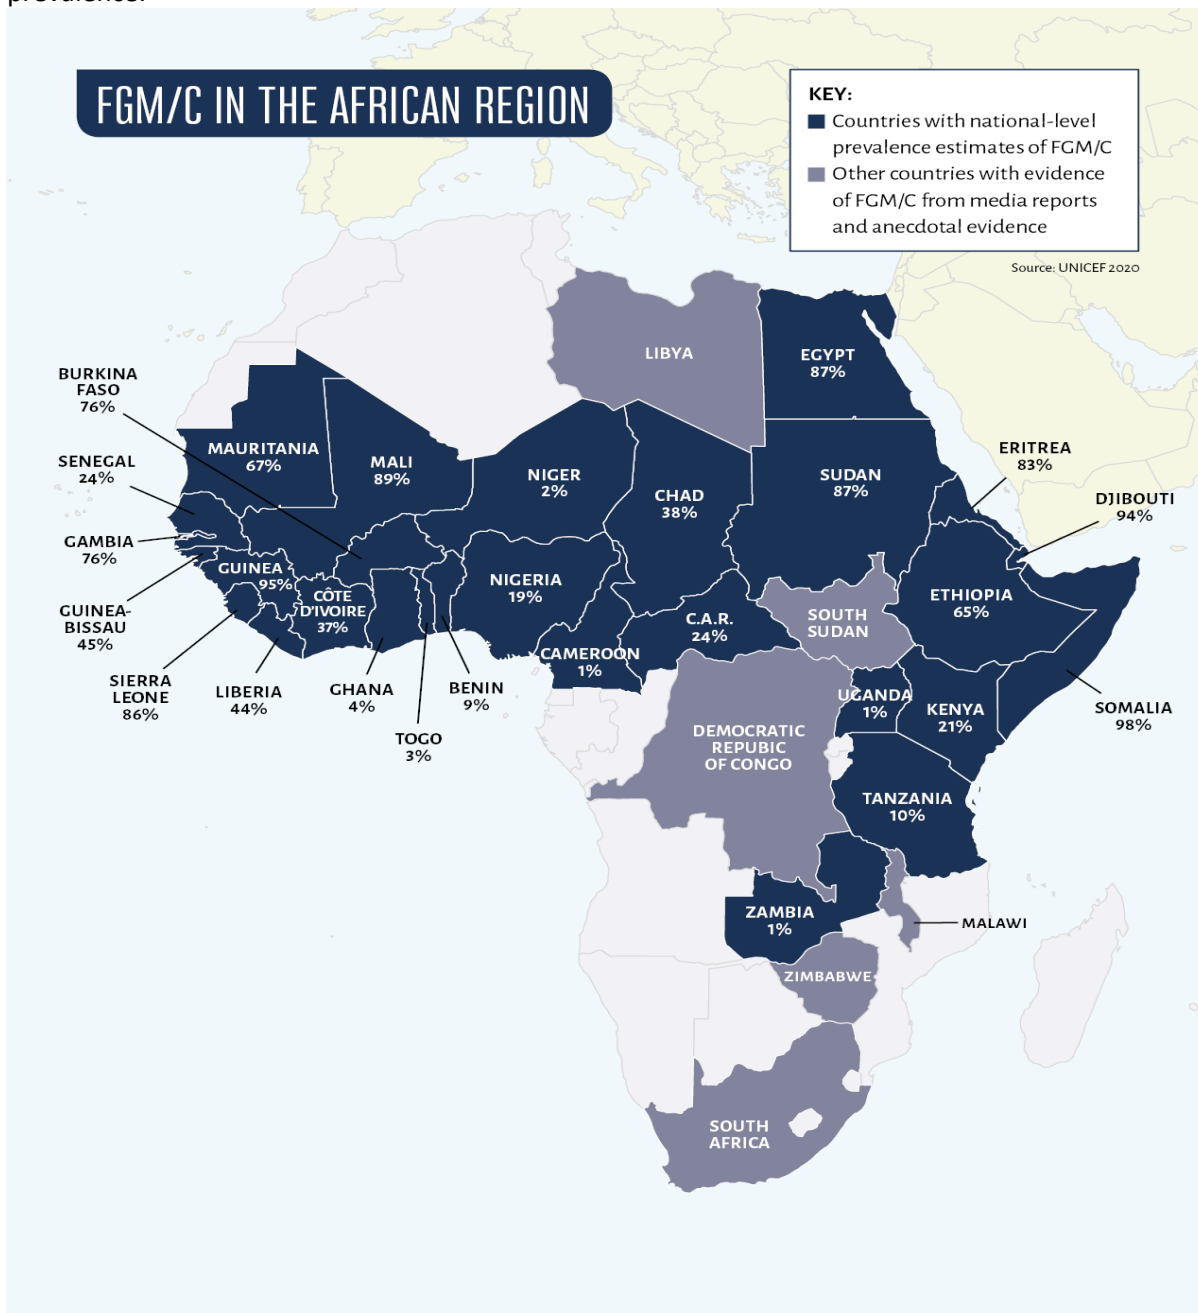 prevalence.
FGM/C IN THE AFRICAN REGION
KEY:
Countries with national-level
prevalence estimates of FGM/C
Other countries with evidence
of FGM/C from media reports
and anecdotal evidence
Source: UNICEF 2020
LIBYA
EGYPT
87%
BURKINA
FASO
76%
MAURITANIA
67%
MALI
89%
NIGER
2%
CHAD
38%
SUDAN
87%
ERITREA
83%
SENEGAL
24%
DJIBOUTI
94%
GAMBIA
76%
GUINEA
95%
CÔTE
D'IVOIRE
37%
NIGERIA
19%
C.A.R.
24%
SOUTH
SUDAN
ETHIOPIA
65%
GUINEA-
BISSAU
45%
SIERRA
LEONE
86%
LIBERIA
44%
GHANA
4%
TOGO
3%
BENIN
9%
CAMEROON
1%
DEMOCRATIC
REPUBIC
OF CONGO
UGANDA
1%
KENYA
21%
SOMALIA
98%
TANZANIA
10%
ZAMBIA
1%
MALAWI
ZIMBABWE
SOUTH
AFRICA